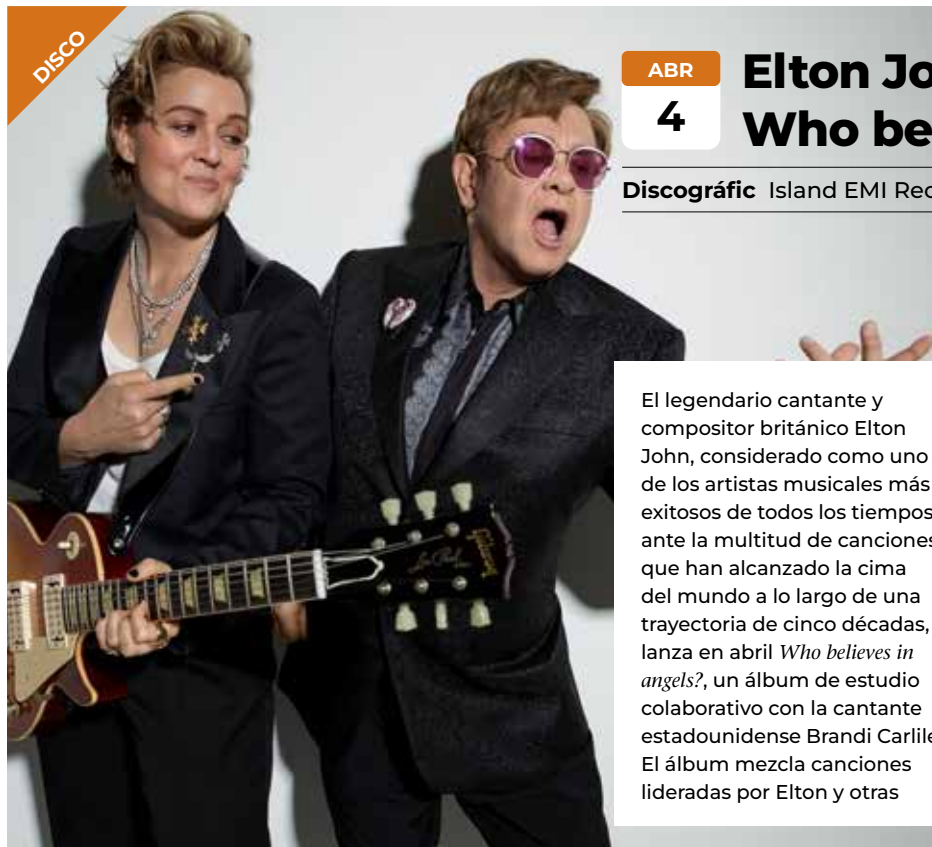 DISCO
ABR
4
Elton Jo
Who be
Discográfic Island EMI Rec
El legendario cantante y
compositor británico Elton
John, considerado como uno
de los artistas musicales más
exitosos de todos los tiempos
ante la multitud de canciones
que han alcanzado la cima
del mundo a lo largo de una
trayectoria de cinco décadas,
lanza en abril Who believes in
angels?, un álbum de estudio
colaborativo con la cantante
estadounidense Brandi Carlile
El álbum mezcla canciones
lideradas por Elton y otras
Gibson